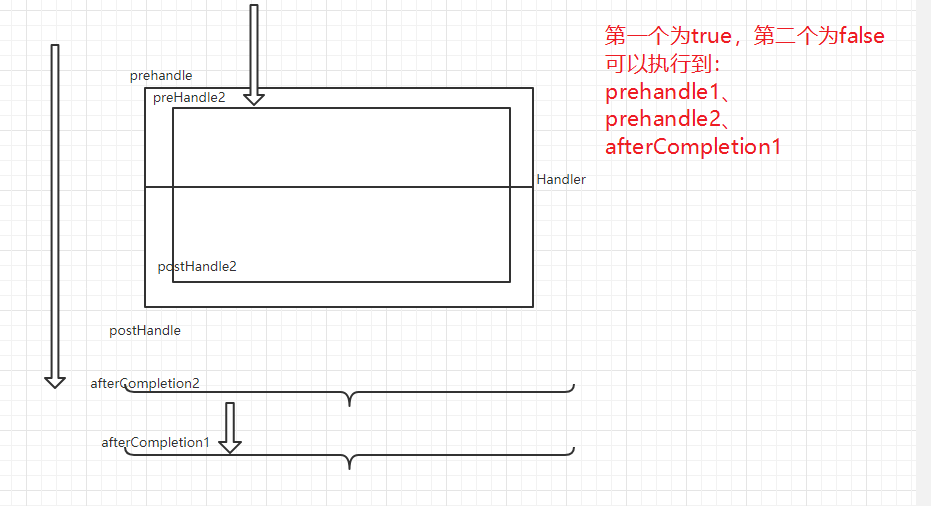 第一个为true，第二个为false
可以执行到：
prehandle1、
prehandle2、
afterCompletion1
prehandle
preHandle2
Handler
postHandle2
postHandle
afterCompletion2
afterCompletion1